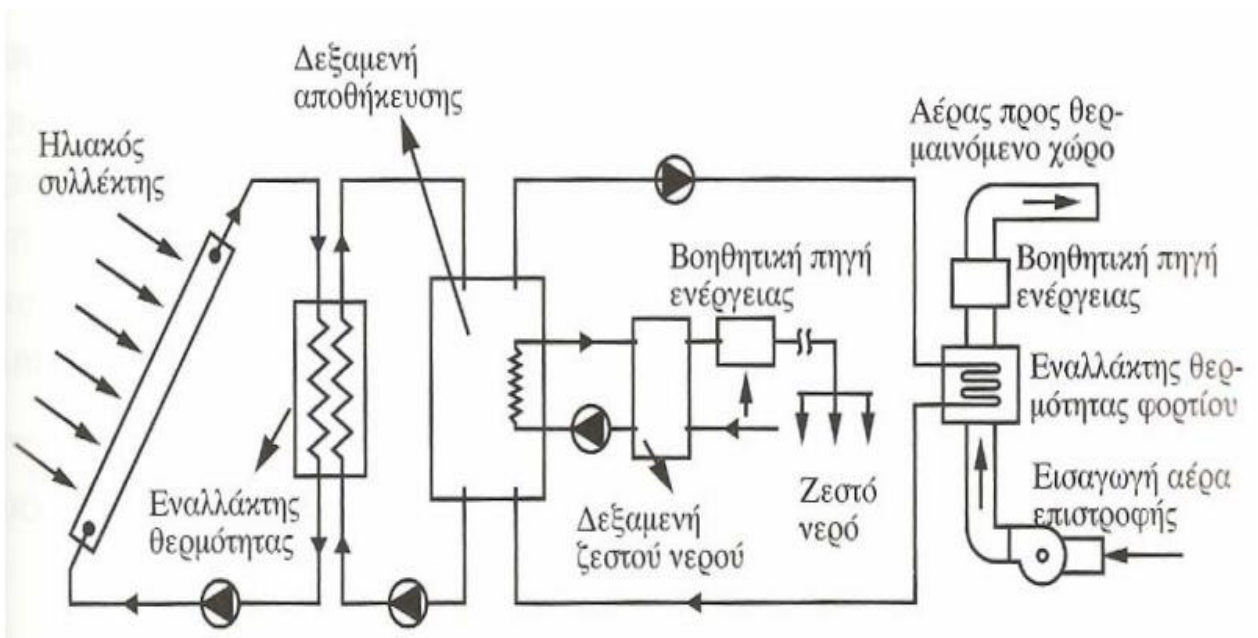 Δεξαμενή
αποθήκευσης
Ηλιακός
συλλέκτης
Αέρας προς θερ-
μαινόμενο χώρο
Βοηθητική πηγή
ενέργειας
Βοηθητική πηγή
ενέργειας
Εναλλάκτης θερ-
μότητας φορτίου
Εναλλάκτης
θερμότητας
Δεξαμενή
ζεστού νερού
Ζεστό
νερό
Εισαγωγή αέρα
επιστροφής